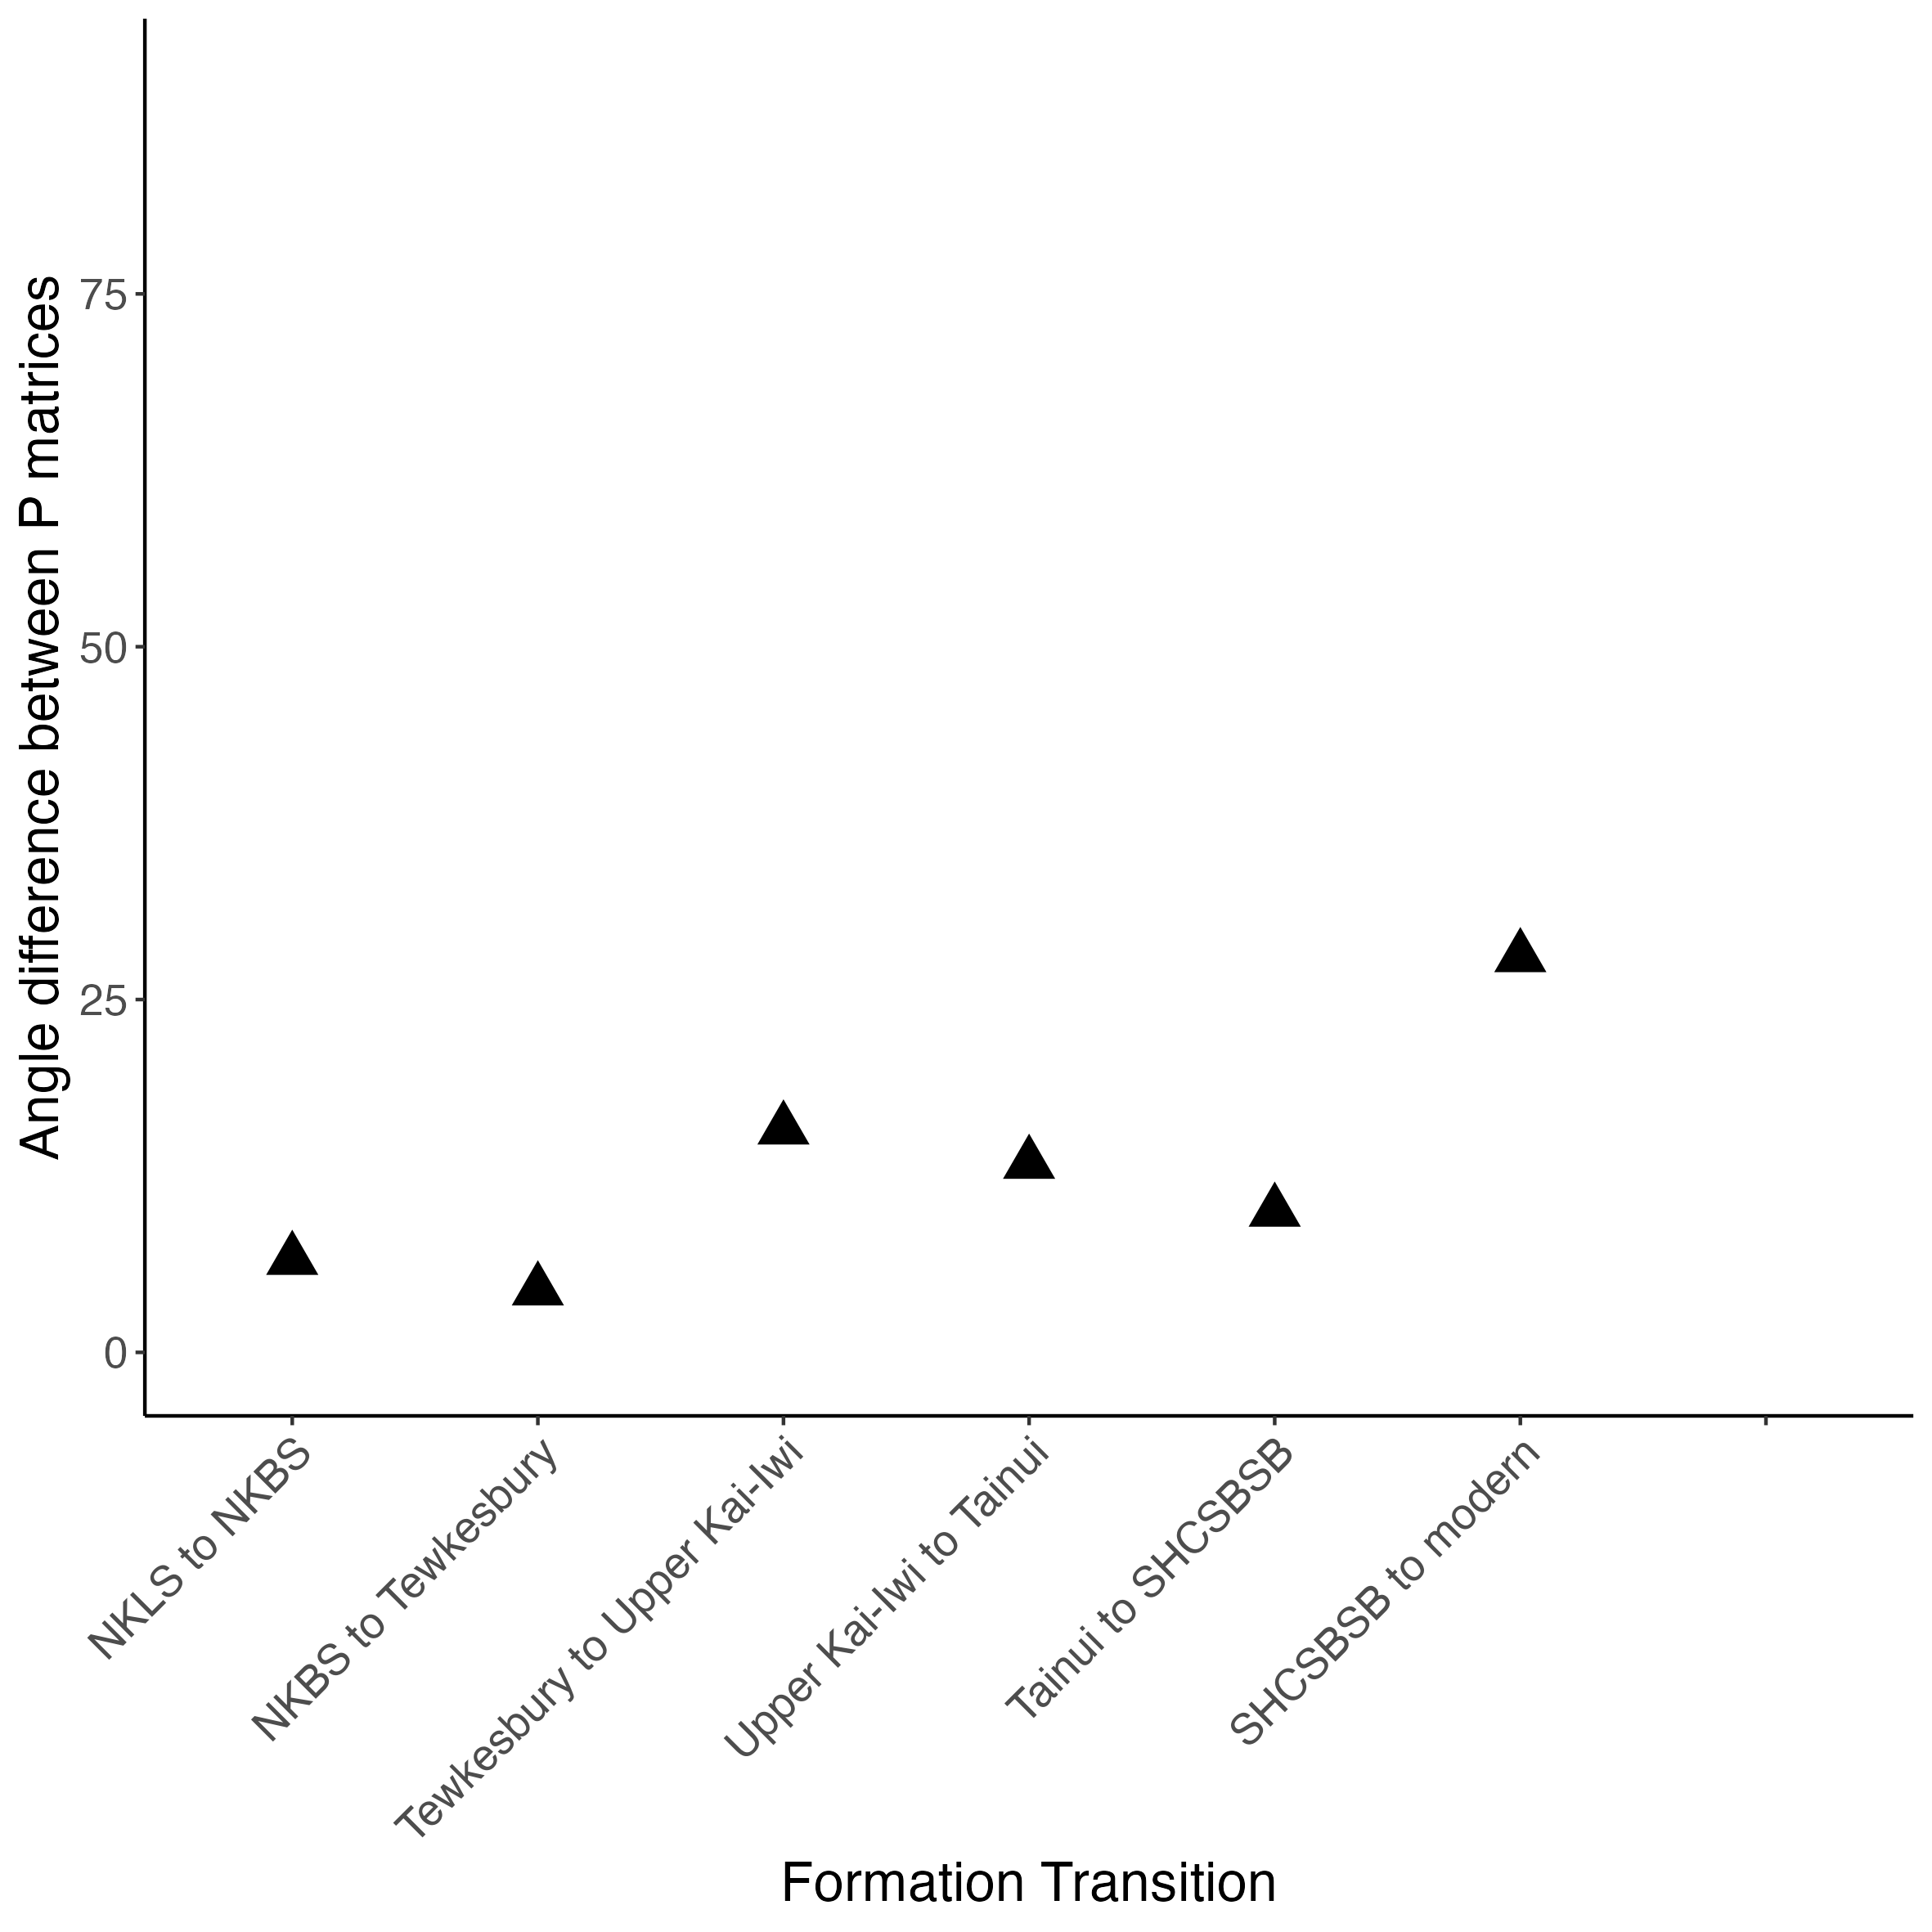 Angle difference between P matrices
75
50
25
0
NKLS to NKBS
NKBS to Tewkesbury
Tewkesbury to Upper Kai-Iwi
Upper Kai-Iwi to Tainui
Tainui to SHCSBSB
SHCSBSB to modern
Formation Transition